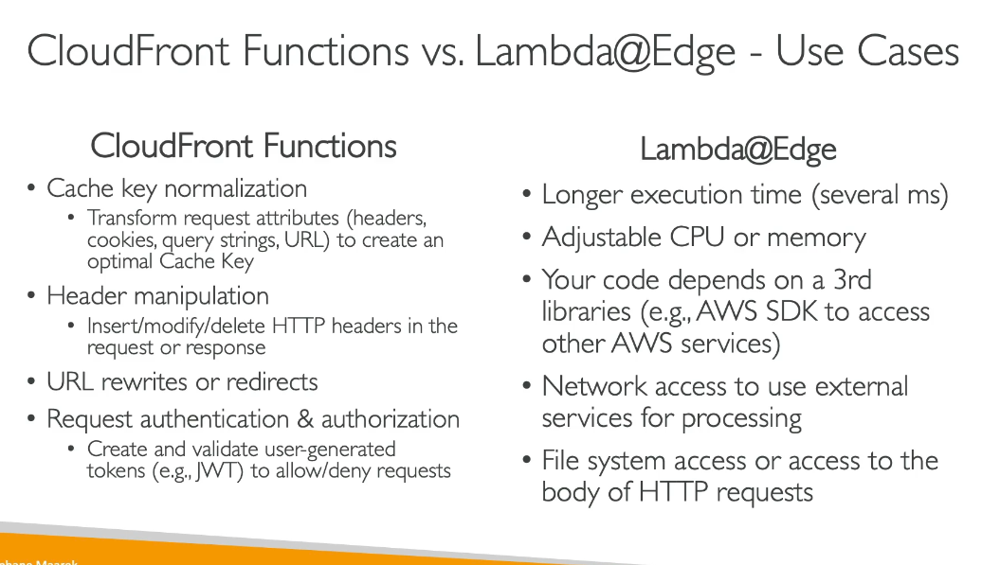 CloudFront Functions vs. Lambda@Edge - Use Cases
CloudFront Functions
• Cache key normalization
• Transform request attributes (headers,
cookies, query strings, URL) to create an
optimal Cache Key
• Header manipulation
• Insert/modify/delete HTTP headers in the
request or response
• URL rewrites or redirects
• Request authentication & authorization
• Create and validate user-generated
tokens (e.g., JWT) to allow/deny requests
Lambda@Edge
• Longer execution time (several ms)
• Adjustable CPU or memory
• Your code depends on a 3rd
libraries (e.g., AWS SDK to access
other AWS services)
• Network access to use external
services for processing
• File system access or access to the
body of HTTP requests